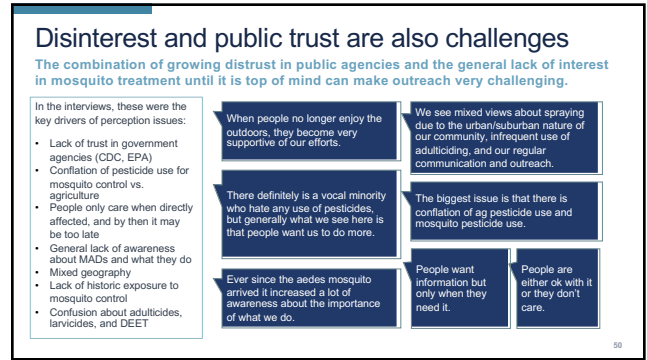 Disinterest and public trust are also challenges
The combination of growing distrust in public agencies and the general lack of interest
in mosquito treatment until it is top of mind can make outreach very challenging.
In the interviews, these were the
key drivers of perception issues:
• Lack of trust in government
agencies (CDC, EPA)
• Conflation of pesticide use for
mosquito control vs.
agriculture
• People only care when directly
affected, and by then it may
be too late
• General lack of awareness
about MADs and what they do
• Mixed geography
• Lack of historic exposure to
mosquito control
• Confusion about adulticides,
larvicides, and DEET
When people no longer enjoy the
outdoors, they become very
supportive of our efforts.
We see mixed views about spraying
due to the urban/suburban nature of
our community, infrequent use of
adulticiding, and our regular
communication and outreach.
There definitely is a vocal minority
who hate any use of pesticides,
but generally what we see here is
that people want us to do more.
The biggest issue is that there is
conflation of ag pesticide use and
mosquito pesticide use.
Ever since the aedes mosquito
arrived it increased a lot of
awareness about the importance
of what we do.
People want
information but
only when they
need it.
People are
either ok with it
or they don't
care.
50